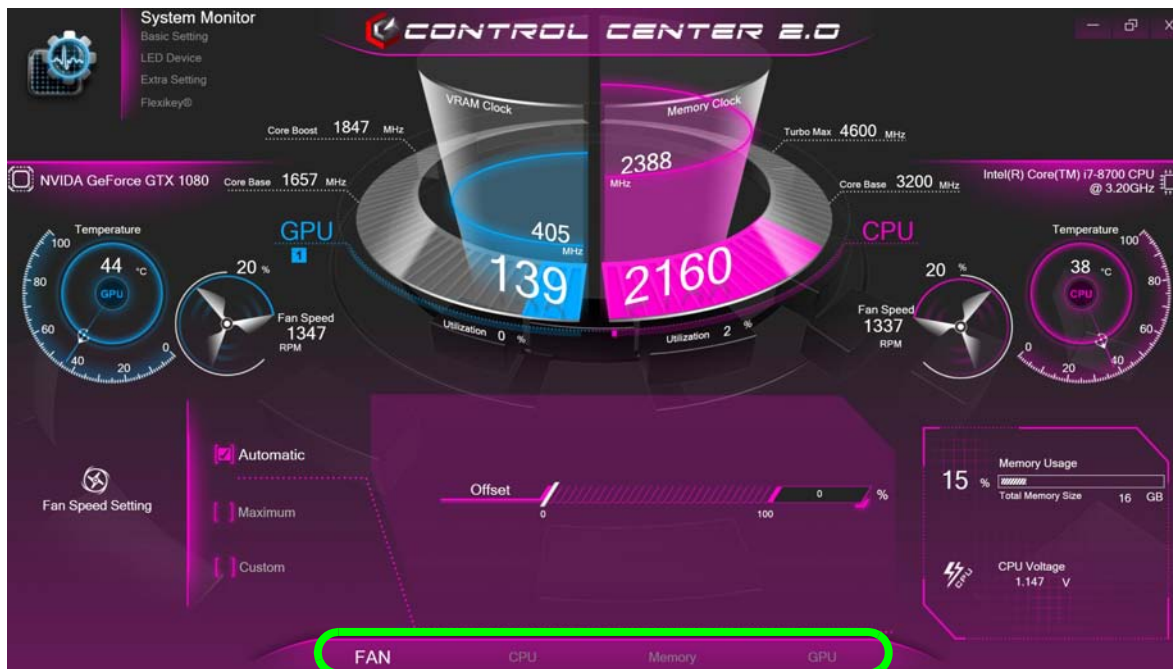 System Monitor
Basic Setting
LED Device
Extra Setting
Flexikey®
CONTROL CENTER 2.0
VRAM Clock
Memory Clock
Core Boost 1847 MHz
Turbo Max 4600 MHz
2388
MHz
NVIDIA GeForce GTX 1080
Core Base 1657 MHz
Core Base 3200 MHz
Intel(R) Core(TM) i7-8700 CPU
@ 3.20GHz
GPU
1
405
MHz
139
2160
CPU
Temperature
44 °C
GPU
0
20
40
60
80
100
20 %
Fan Speed
1347
RPM
Utilization 0 %
Utilization 2 %
20 %
Fan Speed
1337
RPM
Temperature
38 °C
CPU
0
20
40
60
80
100
Fan Speed Setting
Automatic
Maximum
Custom
Offset
0
%
0
100
15 %
Memory Usage
Total Memory Size 16 GB
CPU
CPU Voltage
1.147 V
FAN CPU Memory GPU